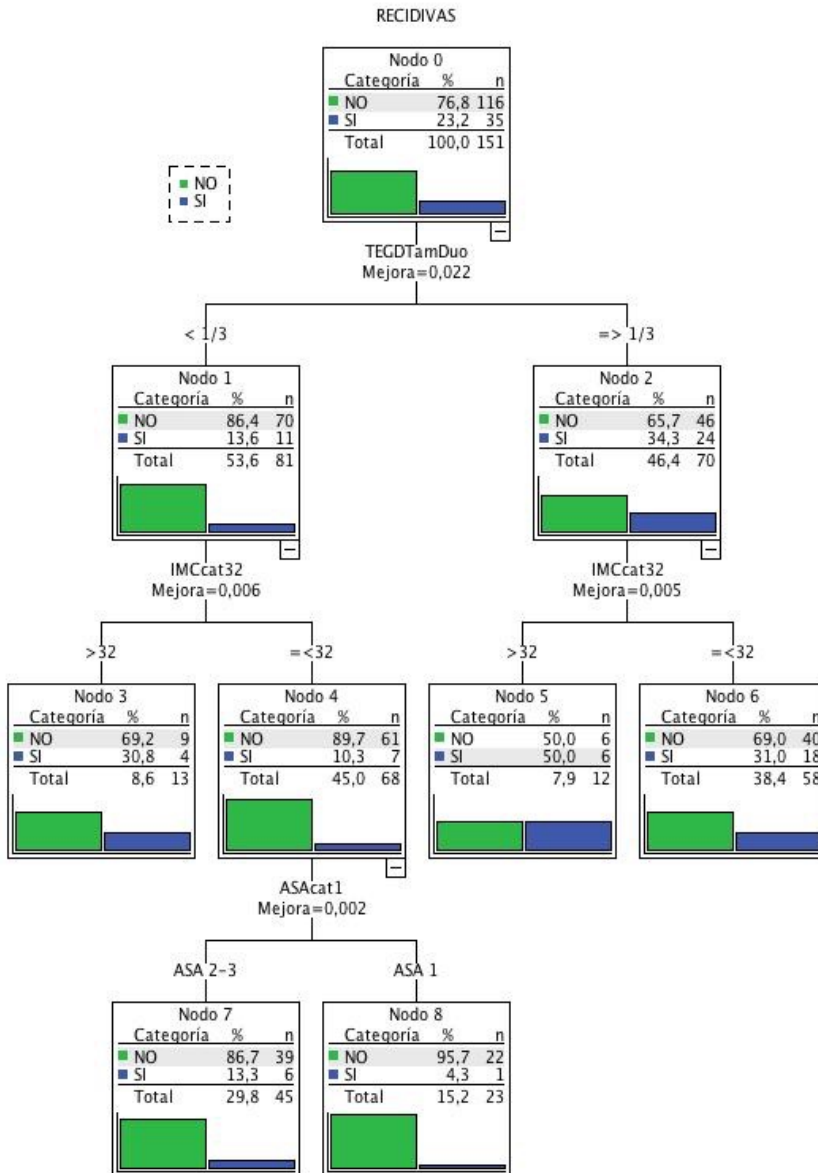 RECIDIVAS
Nodo 0
Categoría % n
NO 76,8 116
SI 23,2 35
Total 100,0 151
NO
SI
TEGDTamDuo
Mejora=0,022
< 1/3
=> 1/3
Nodo 1
Categoría % n
NO 86,4 70
SI 13,6 11
Total 53,6 81
Nodo 2
Categoría % n
NO 65,7 46
SI 34,3 24
Total 46,4 70
IMCcat32
Mejora=0,006
IMCcat32
Mejora=0,005
>32
=<32
>32
=<32
Nodo 3
Categoría % n
NO 69,2 9
SI 30,8 4
Total 8,6 13
Nodo 4
Categoría % n
NO 89,7 61
SI 10,3 7
Total 45,0 68
Nodo 5
Categoría % n
NO 50,0 6
SI 50,0 6
Total 7,9 12
Nodo 6
Categoría % n
NO 69,0 40
SI 31,0 18
Total 38,4 58
ASAcat1
Mejora=0,002
ASA 2-3
ASA 1
Nodo 7
Categoría % n
NO 86,7 39
SI 13,3 6
Total 29,8 45
Nodo 8
Categoría % n
NO 95,7 22
SI 4,3 1
Total 15,2 23